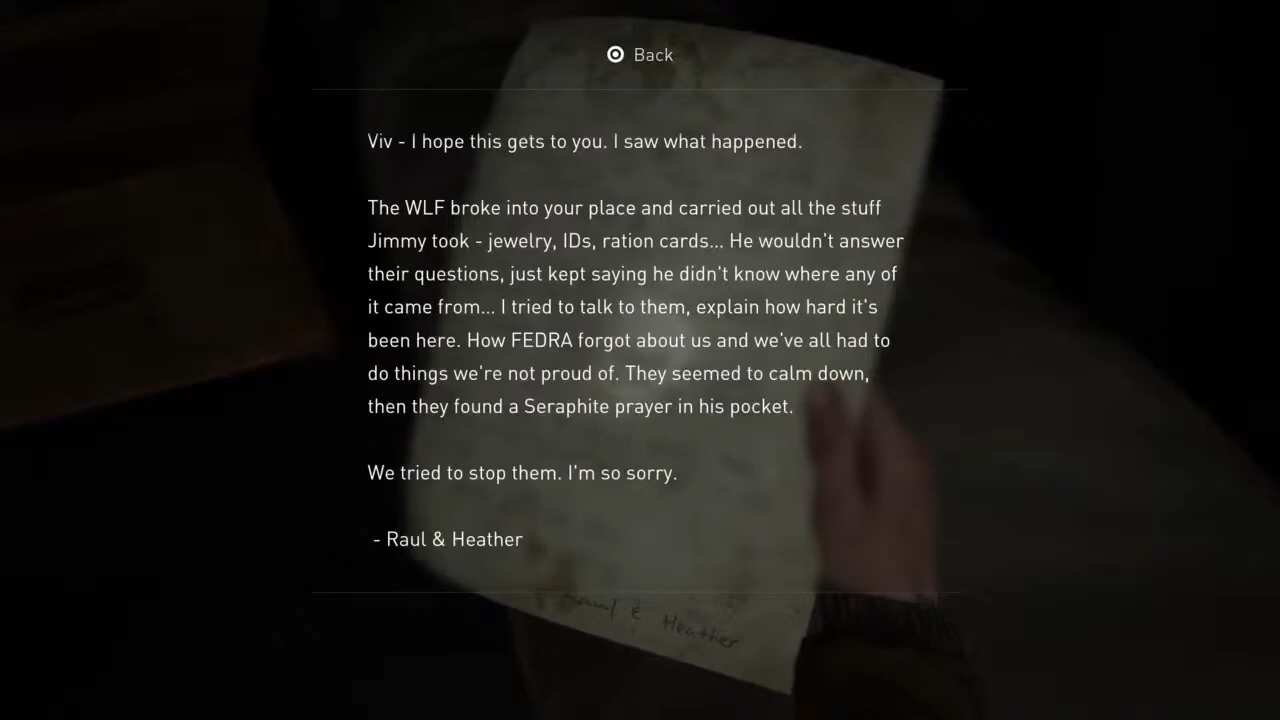 Back
Viv - I hope this gets to you. I saw what happened.
The WLF broke into your place and carried out all the stuff
Jimmy took - jewelry, IDs, ration cards... He wouldn't answer
their questions, just kept saying he didn't know where any of
it came from... I tried to talk to them, explain how hard it's
been here. How FEDRA forgot about us and we've all had to
do things we're not proud of. They seemed to calm down,
then they found a Seraphite prayer in his pocket.
We tried to stop them. I'm so sorry.
- Raul & Heather
Raul & Heather